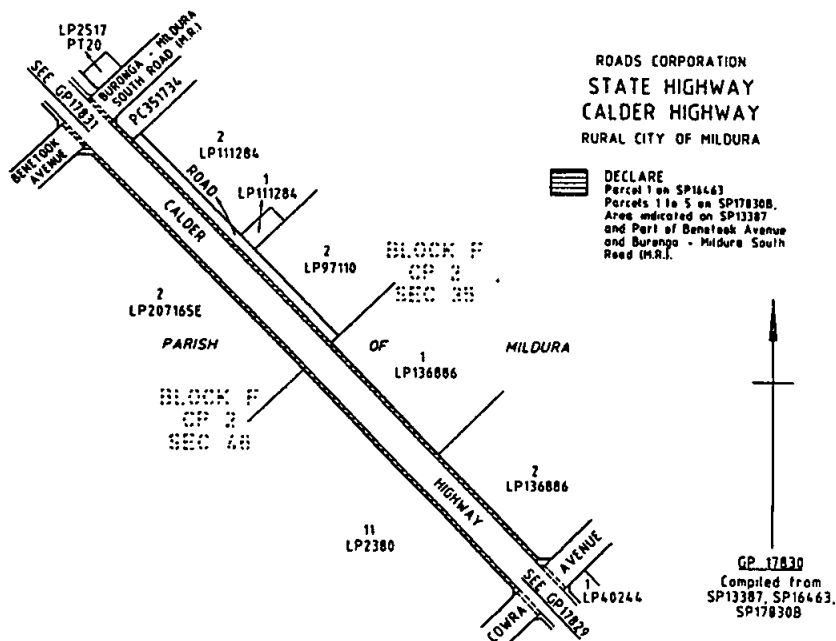 LP2517
PT20
BURONGA - MILDURA
SOUTH ROAD (M.R.)
SEE GP17831
PC351734
BENETOOK
AVENUE
2
LP111284
1
LP111284
ROAD
CALDER
2
LP97110
BLOCK F
CP 2
SEC 35
2
LP207165E
PARISH
OF
MILDURA
1
LP136886
BLOCK F
CP 2
SEC 46
2
LP136886
HIGHWAY
11
LP2380
AVENUE
SEE GP17829
1
LP40244
COWRA
ROADS CORPORATION
STATE HIGHWAY
CALDER HIGHWAY
RURAL CITY OF MILDURA
DECLARE
Parcel 1 on SP16463
Parcels 1 to 5 on SP17830B,
Area indicated on SP13387
and Part of Benetook Avenue
and Buronga - Mildura South
Road (M.R.).
GP 17830
Compiled from
SP13387, SP16463,
SP17830B